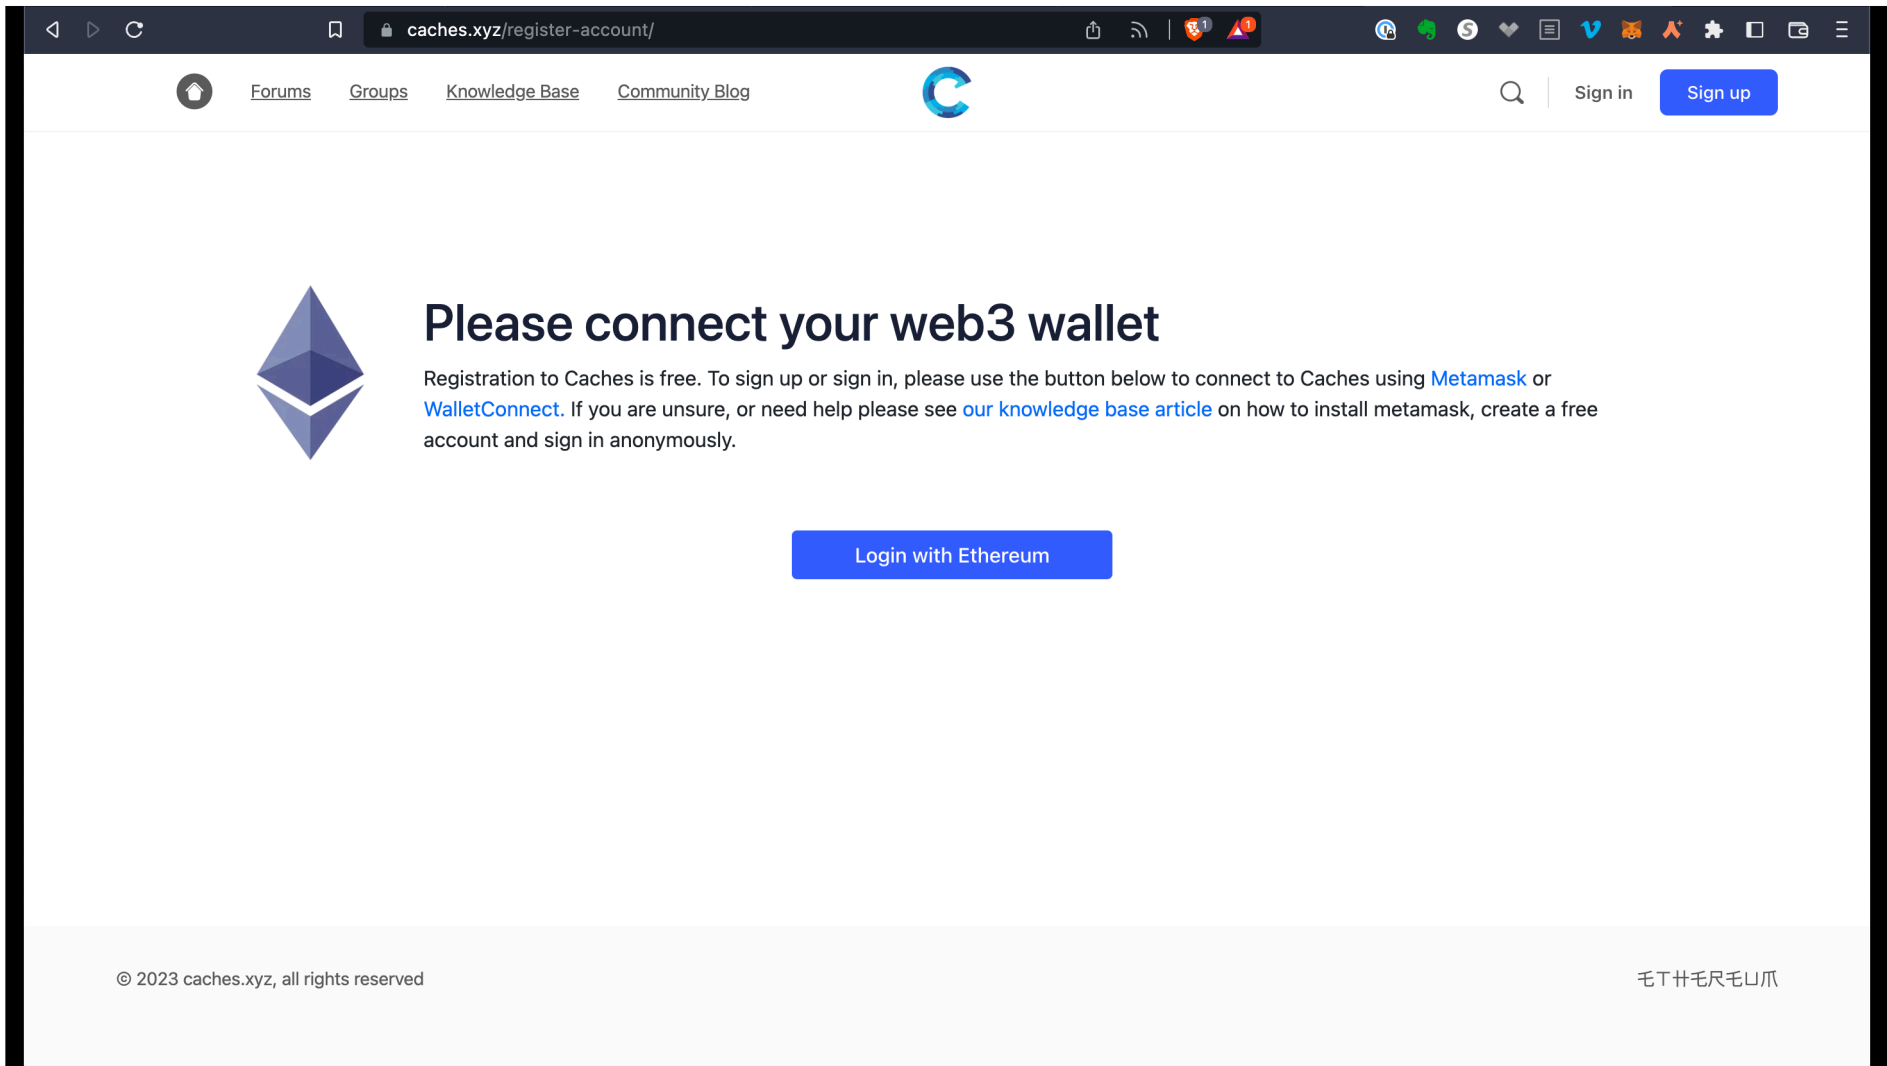 caches.xyz/register-account/
1
1
Forums
Groups
Knowledge Base
Community Blog
Sign in
Sign up
Please connect your web3 wallet
Registration to Caches is free. To sign up or sign in, please use the button below to connect to Caches using Metamask or
WalletConnect. If you are unsure, or need help please see our knowledge base article on how to install metamask, create a free
account and sign in anonymously.
Login with Ethereum
© 2023 caches.xyz, all rights reserved
乇丅卄乇尺乇凵爪